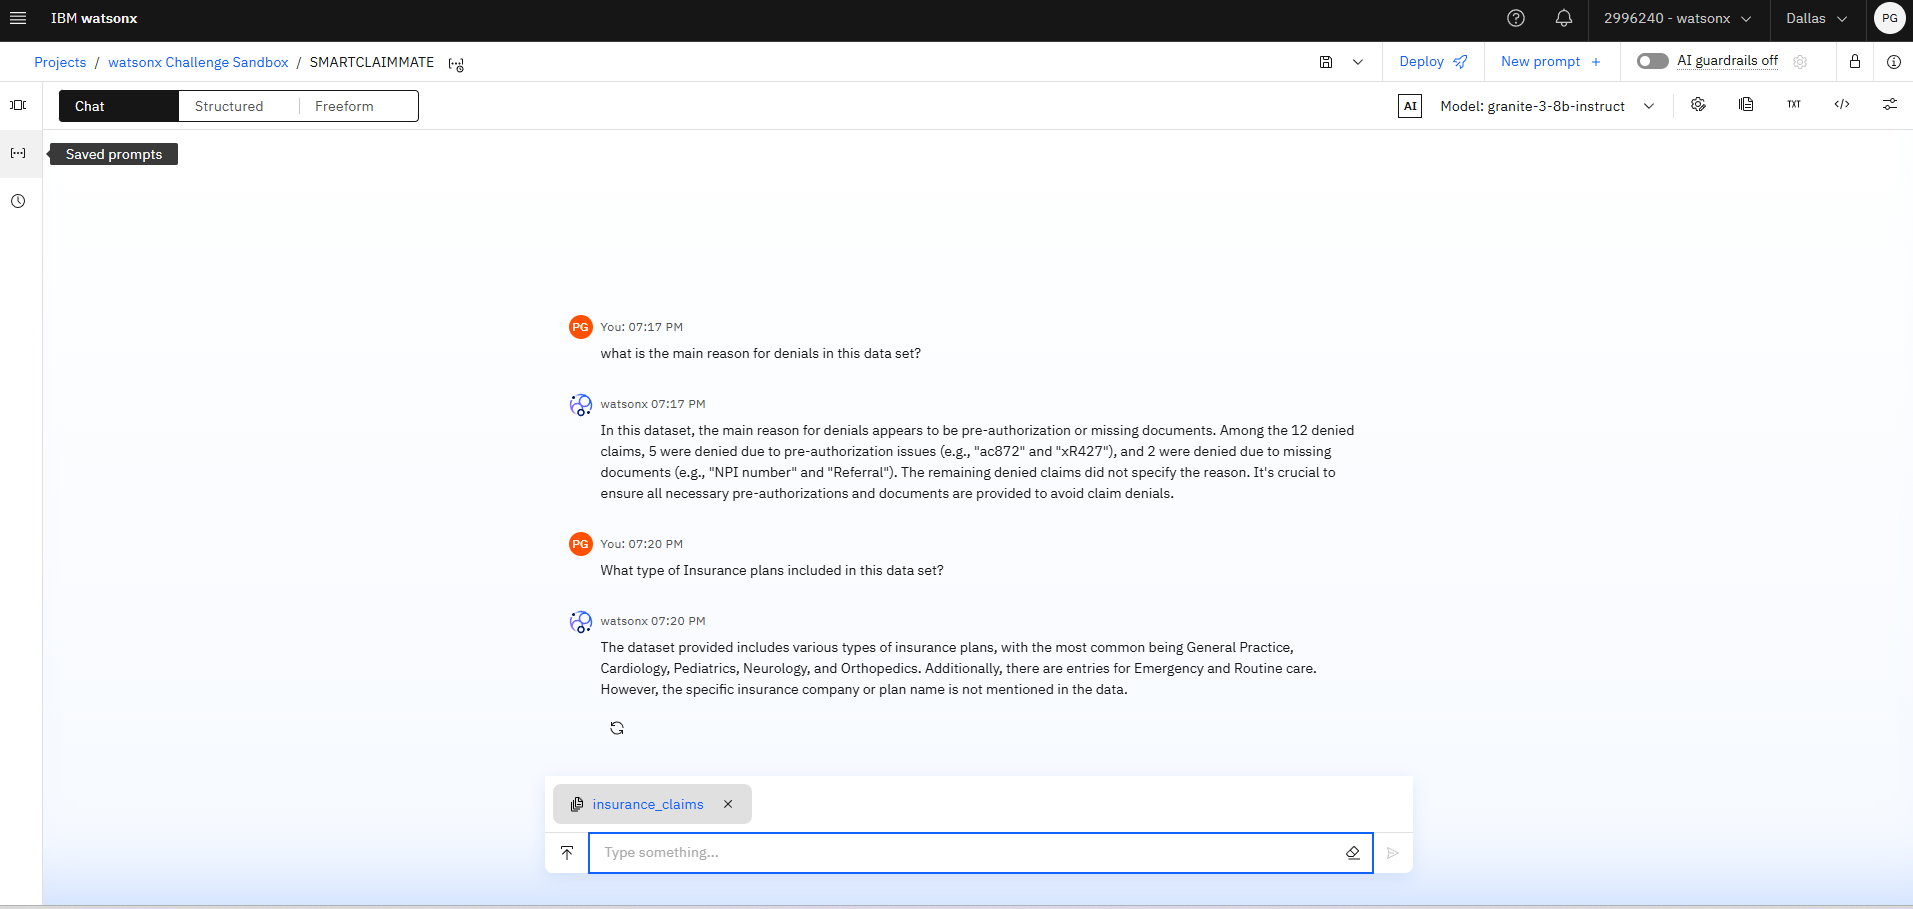 IBM watsonx
2996240 - watsonx
Dallas
PG
Projects / watsonx Challenge Sandbox / SMARTCLAIMMATE
Deploy
New prompt +
AI guardrails off
Chat
Structured
Freeform
AI
Model: granite-3-8b-instruct
TXT
</>
Saved prompts
PG
You: 07:17 PM
what is the main reason for denials in this data set?
watsonx 07:17 PM
In this dataset, the main reason for denials appears to be pre-authorization or missing documents. Among the 12 denied
claims, 5 were denied due to pre-authorization issues (e.g., "ac872" and "xR427"), and 2 were denied due to missing
documents (e.g., "NPI number" and "Referral"). The remaining denied claims did not specify the reason. It's crucial to
ensure all necessary pre-authorizations and documents are provided to avoid claim denials.
PG
You: 07:20 PM
What type of Insurance plans included in this data set?
watsonx 07:20 PM
The dataset provided includes various types of insurance plans, with the most common being General Practice,
Cardiology, Pediatrics, Neurology, and Orthopedics. Additionally, there are entries for Emergency and Routine care.
However, the specific insurance company or plan name is not mentioned in the data.
insurance_claims
Type something...